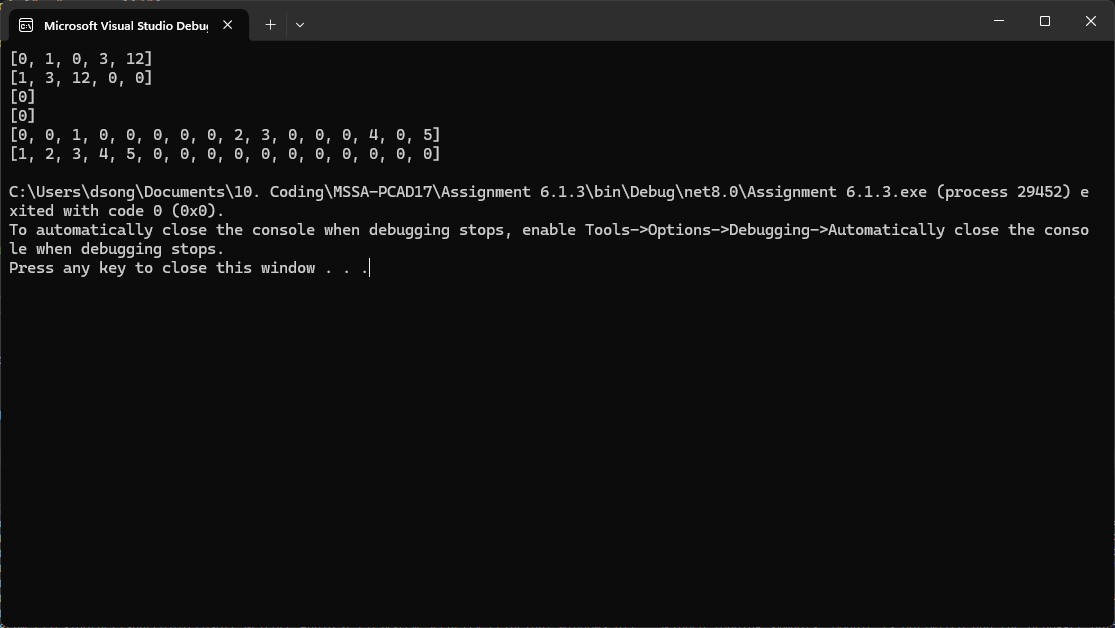 Microsoft Visual Studio Debug
[0, 1, 0, 3, 12]
[1, 3, 12, 0, 0]
[0]
[0]
[0, 0, 1, 0, 0, 0, 0, 0, 2, 3, 0, 0, 0, 4, 0, 5]
[1, 2, 3, 4, 5, 0, 0, 0, 0, 0, 0, 0, 0, 0, 0, 0]
C:\Users\dsong\Documents\10. Coding\MSSA-PCAD17\Assignment 6.1.3\bin\Debug\net8.0\Assignment 6.1.3.exe (process 29452) e
xited with code 0 (0x0).
To automatically close the console when debugging stops, enable Tools->Options->Debugging->Automatically close the conso
le when debugging stops.
Press any key to close this window . . .